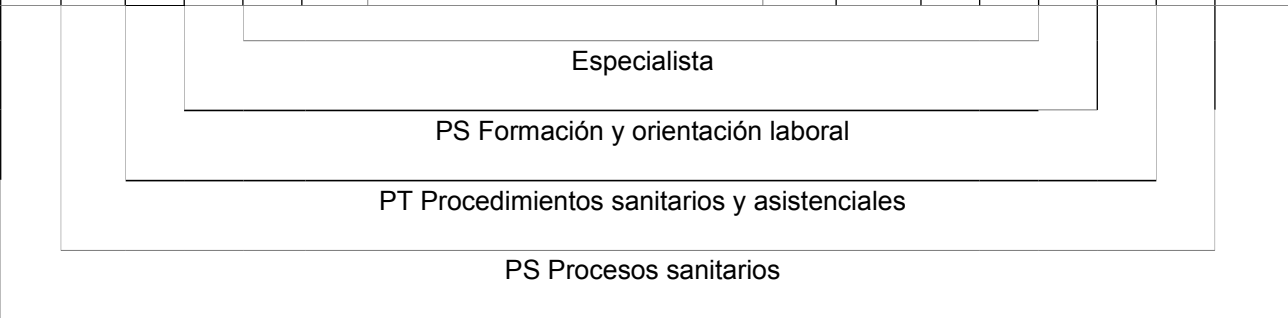 Especialista
PS Formación y orientación laboral
PT Procedimientos sanitarios y asistenciales
PS Procesos sanitarios